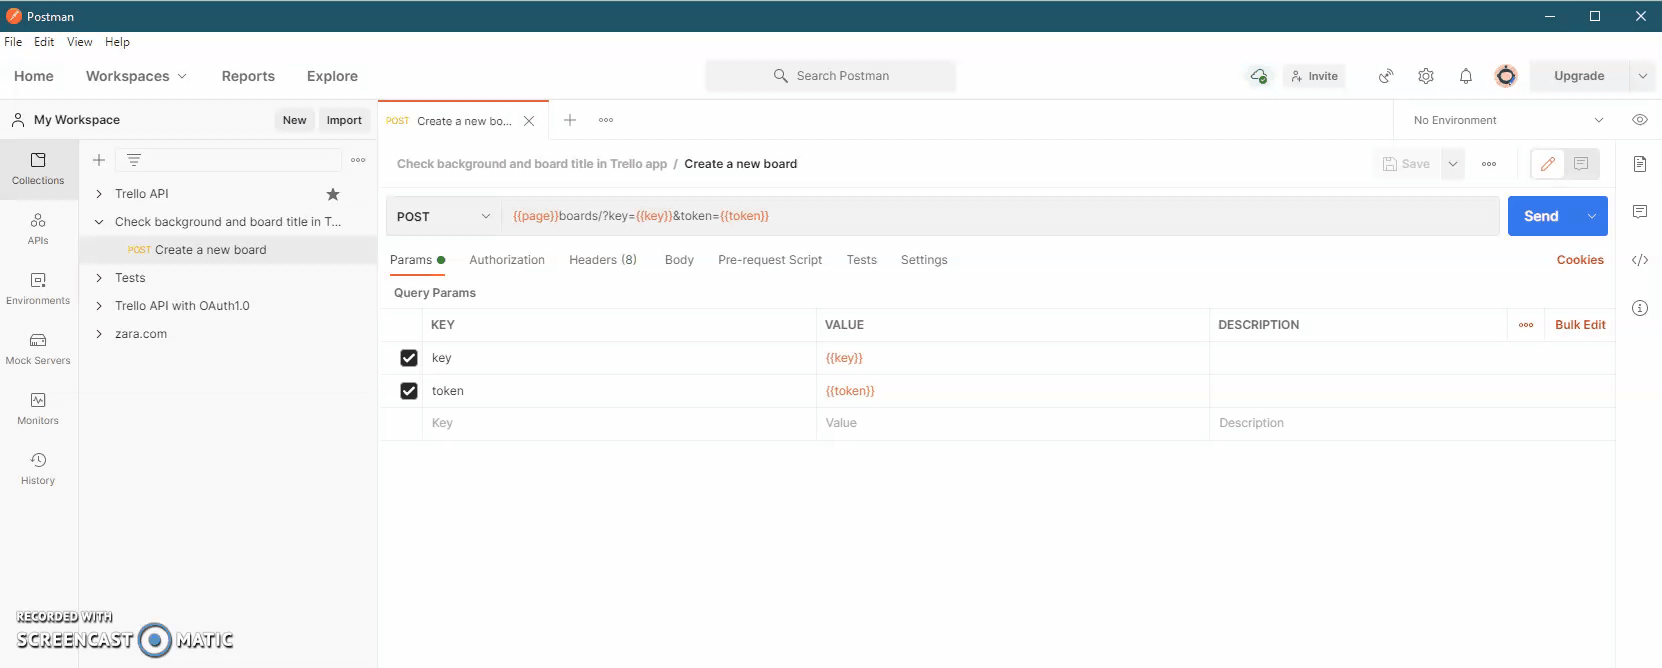 Postman
File Edit View Help
Home Workspaces Reports Explore Search Postman Invite Upgrade
My Workspace New Import POST Create a new bo... No Environment
Collections
APIs
Environments
Mock Servers
Monitors
History
Trello API
Check background and board title in T...
POST Create a new board
Tests
Trello API with OAuth1.0
zara.com
Check background and board title in Trello app / Create a new board Save
POST {{page}}boards/?key={{key}}&token={{token}} Send
Params Authorization Headers (8) Body Pre-request Script Tests Settings Cookies
Query Params
KEY VALUE DESCRIPTION Bulk Edit
key {{key}}
token {{token}}
Key Value Description
RECORDED WITH
SCREENCAST MATIC